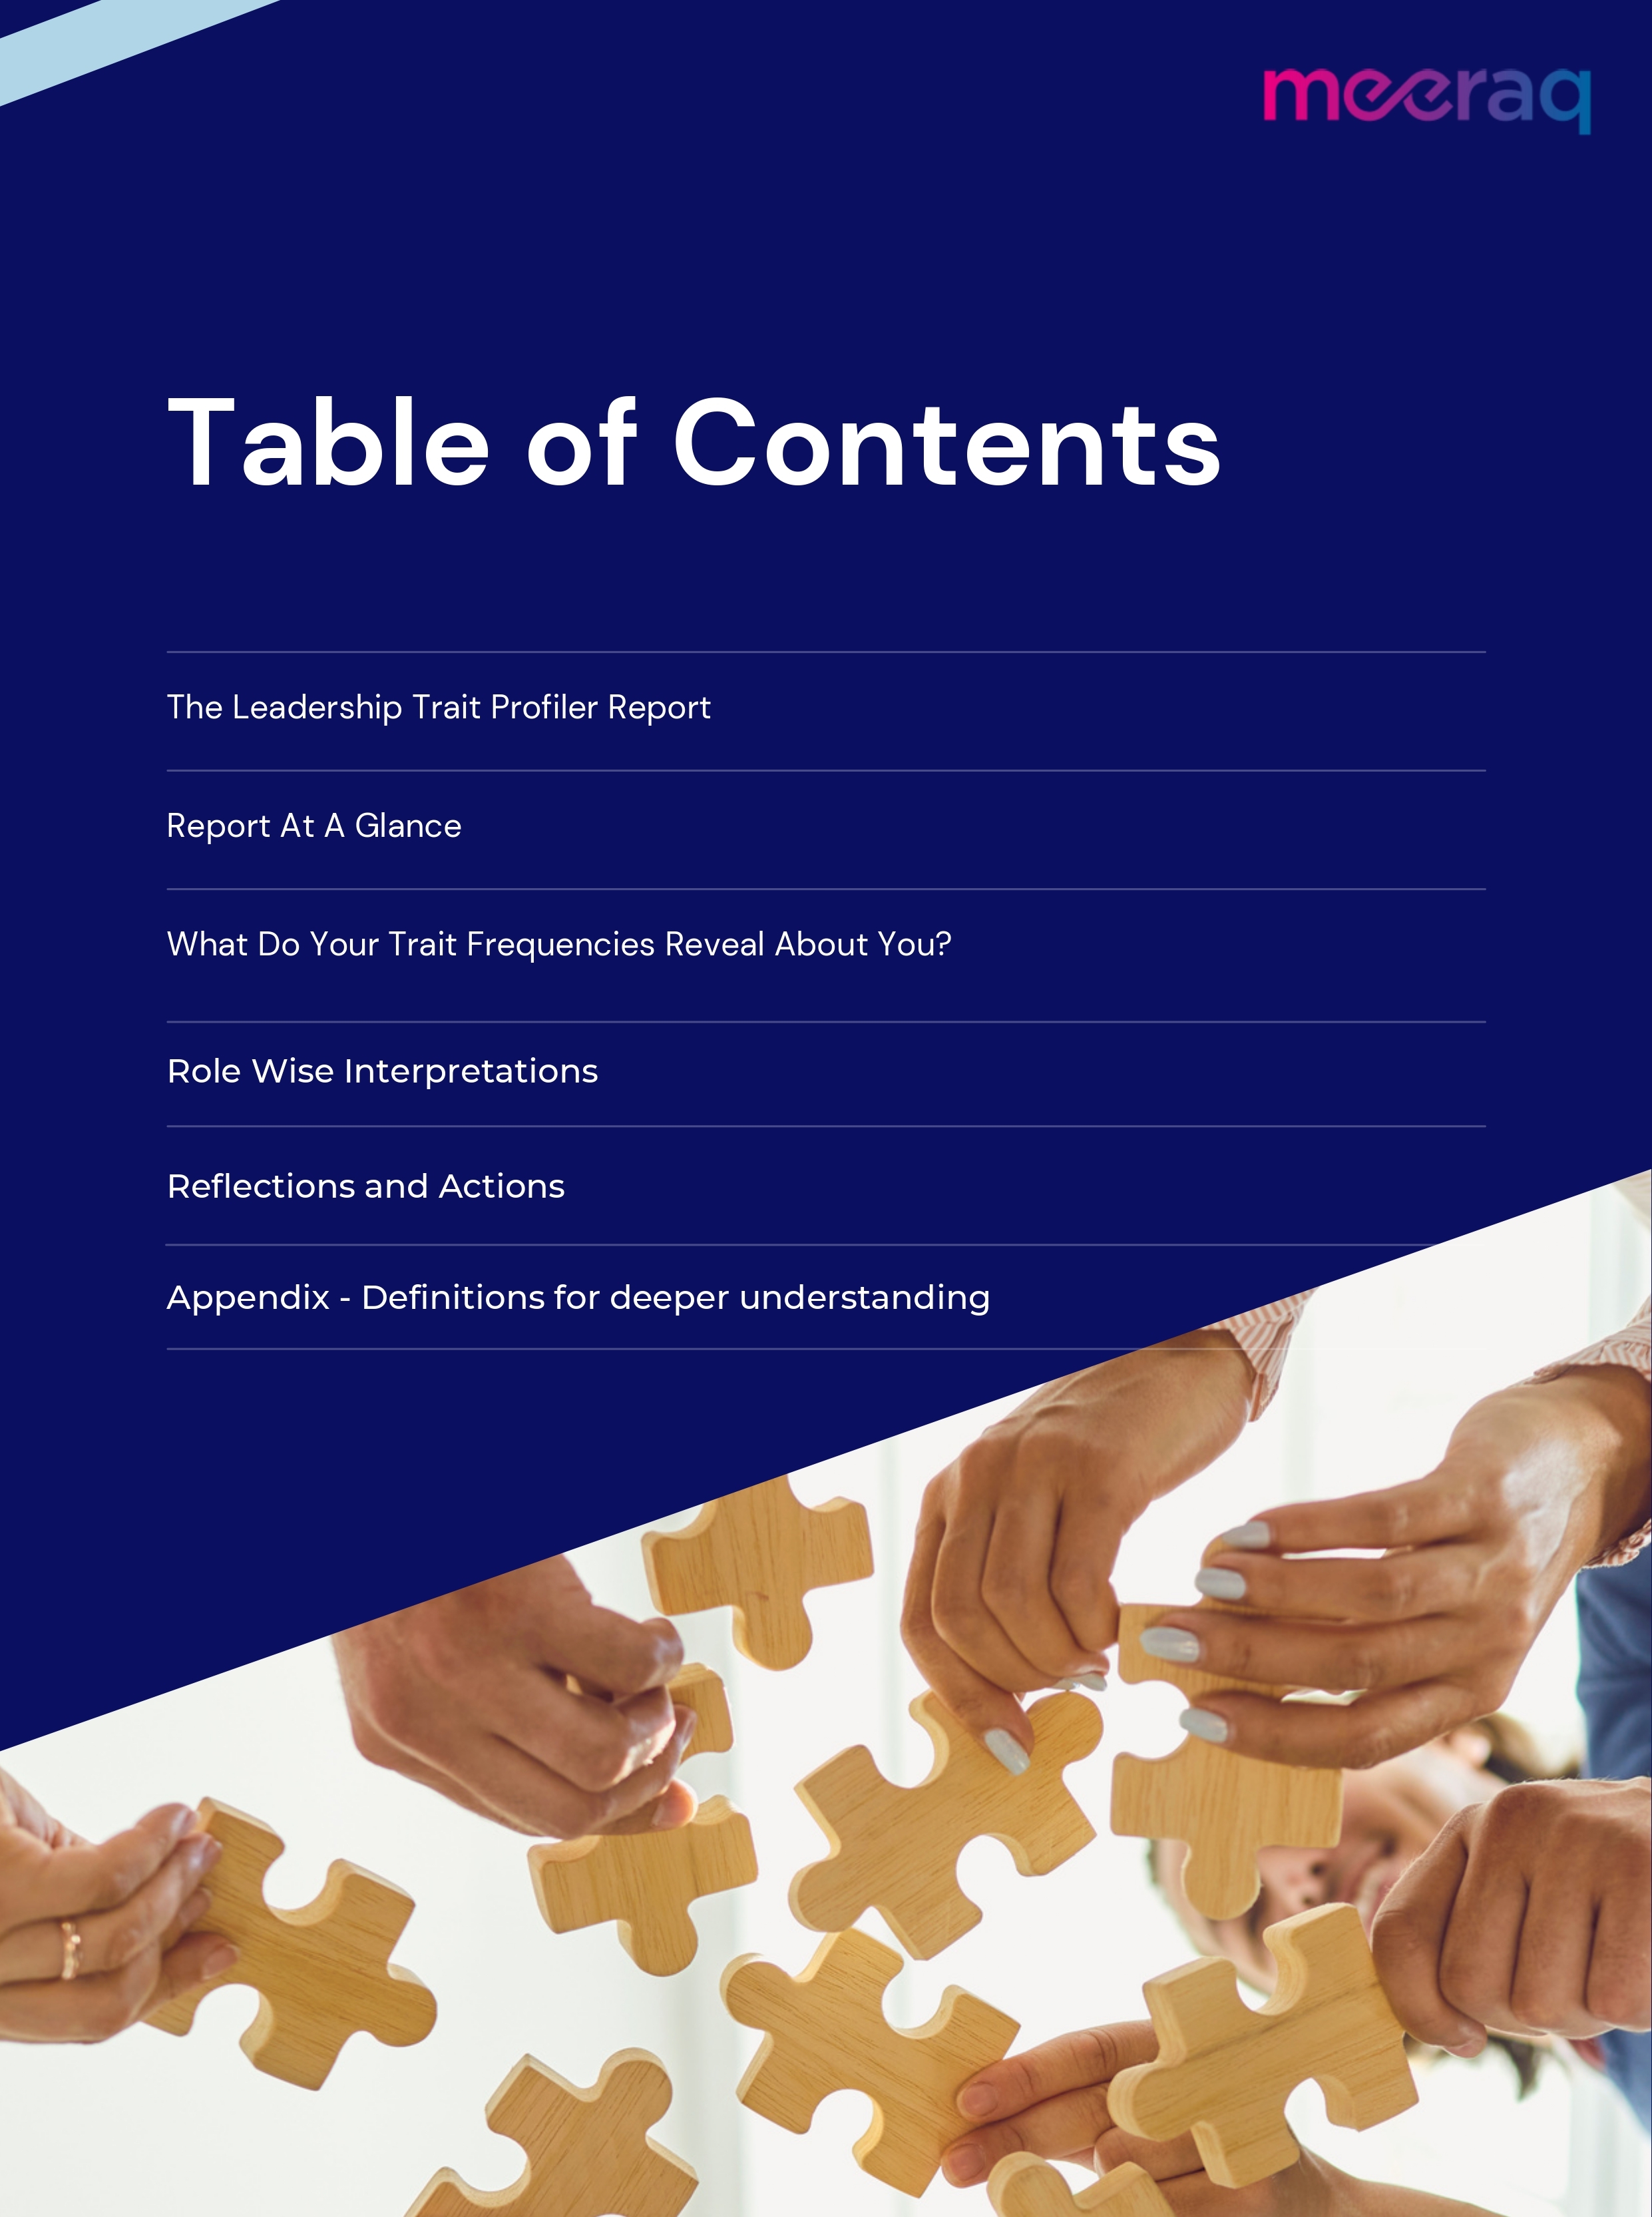 meeraq
Table of Contents
The Leadership Trait Profiler Report
Report At A Glance
What Do Your Trait Frequencies Reveal About You?
Role Wise Interpretations
Reflections and Actions
Appendix - Definitions for deeper understanding